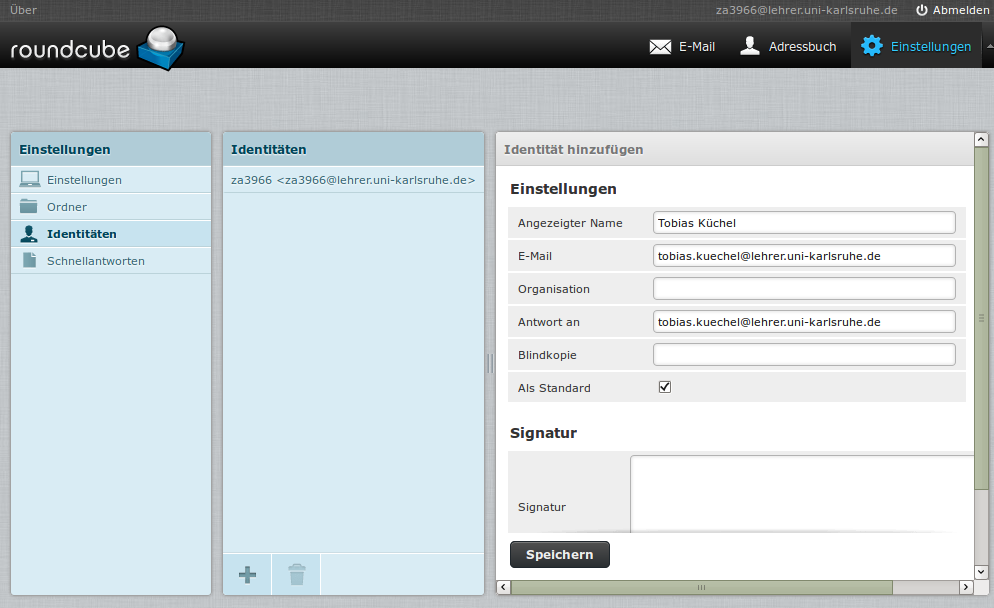 Über
za3966@lehrer.uni-karlsruhe.de Abmelden
roundcube
E-Mail Adressbuch Einstellungen
Einstellungen
Einstellungen
Ordner
Identitäten
Schnellantworten
Identitäten
za3966 <za3966@lehrer.uni-karlsruhe.de>
Identität hinzufügen
Einstellungen
Angezeigter Name Tobias Küchel
E-Mail tobias.kuechel@lehrer.uni-karlsruhe.de
Organisation
Antwort an tobias.kuechel@lehrer.uni-karlsruhe.de
Blindkopie
Als Standard
Signatur
Signatur
Speichern